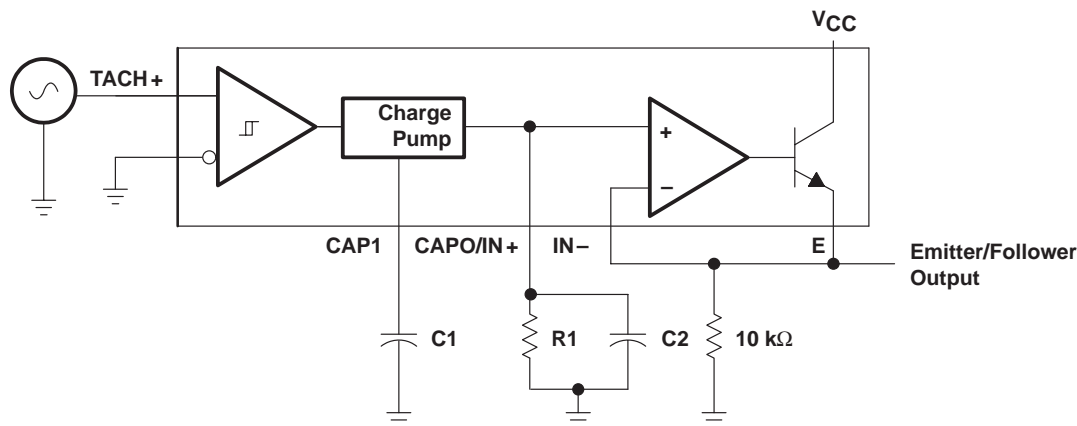 VCC
TACH+
Charge
Pump
+
−
CAP1
CAPO/IN+
IN−
E
Emitter/Follower
Output
C1
R1
C2
10 kΩ